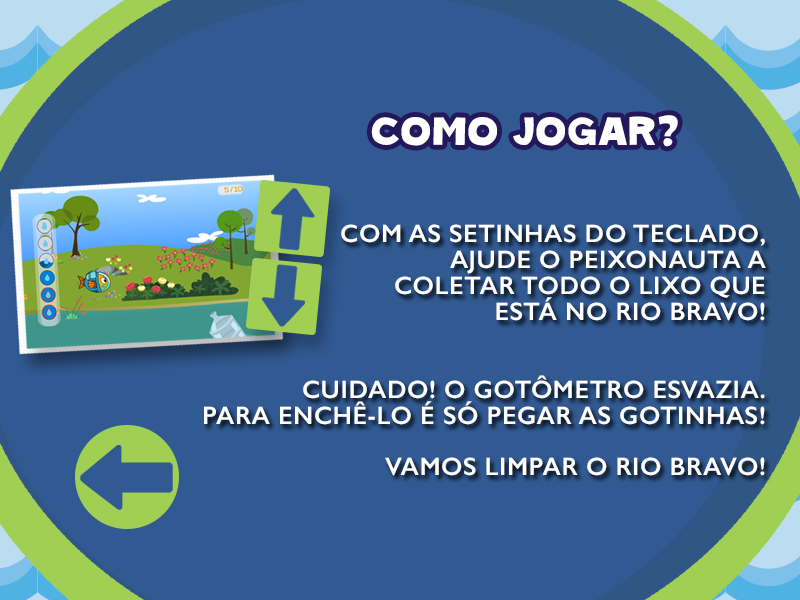 COMO JOGAR?
5/10
COM AS SETINHAS DO TECLADO,
AJUDE O PEIXONAUTA A
COLETAR TODO O LIXO QUE
ESTÁ NO RIO BRAVO!
CUIDADO! O GOTÔMETRO ESVAZIA.
PARA ENCHÊ-LO É SÓ PEGAR AS GOTINHAS!
VAMOS LIMPAR O RIO BRAVO!